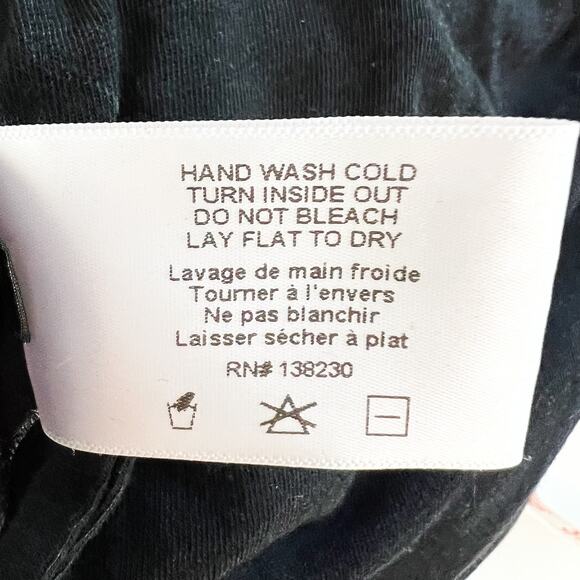 HAND WASH COLD
TURN INSIDE OUT
DO NOT BLEACH
LAY FLAT TO DRY
Lavage de main froide
Tourner à l'envers
Ne pas blanchir
Laisser sécher à plat
RN# 138230